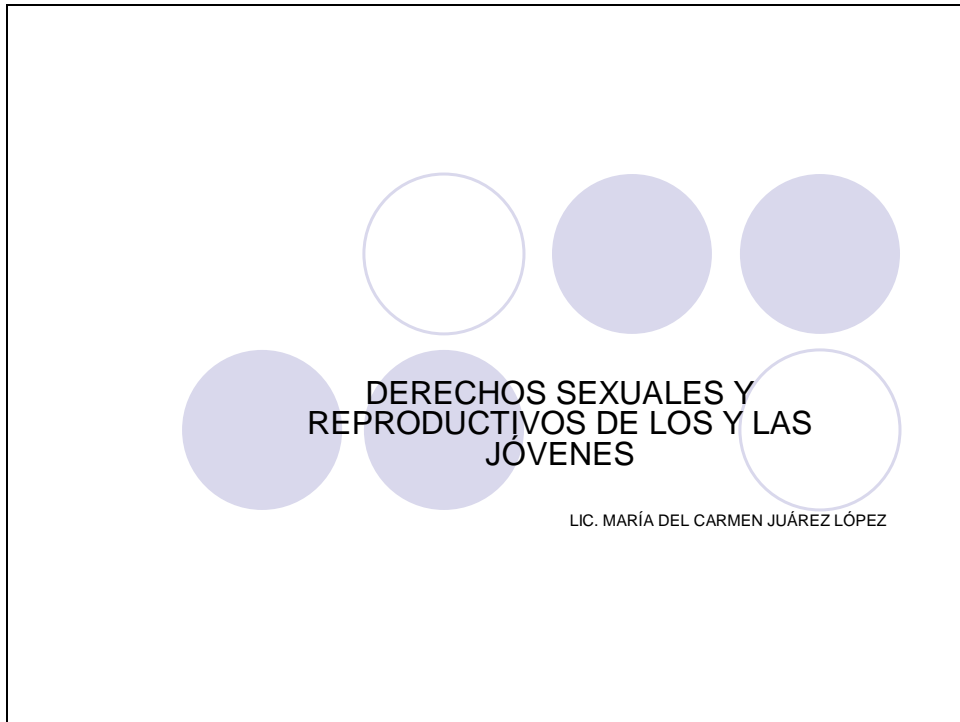 DERECHOS SEXUALES Y
REPRODUCTIVOS DE LOS Y LAS
JÓVENES
LIC. MARÍA DEL CARMEN JUÁREZ LÓPEZ